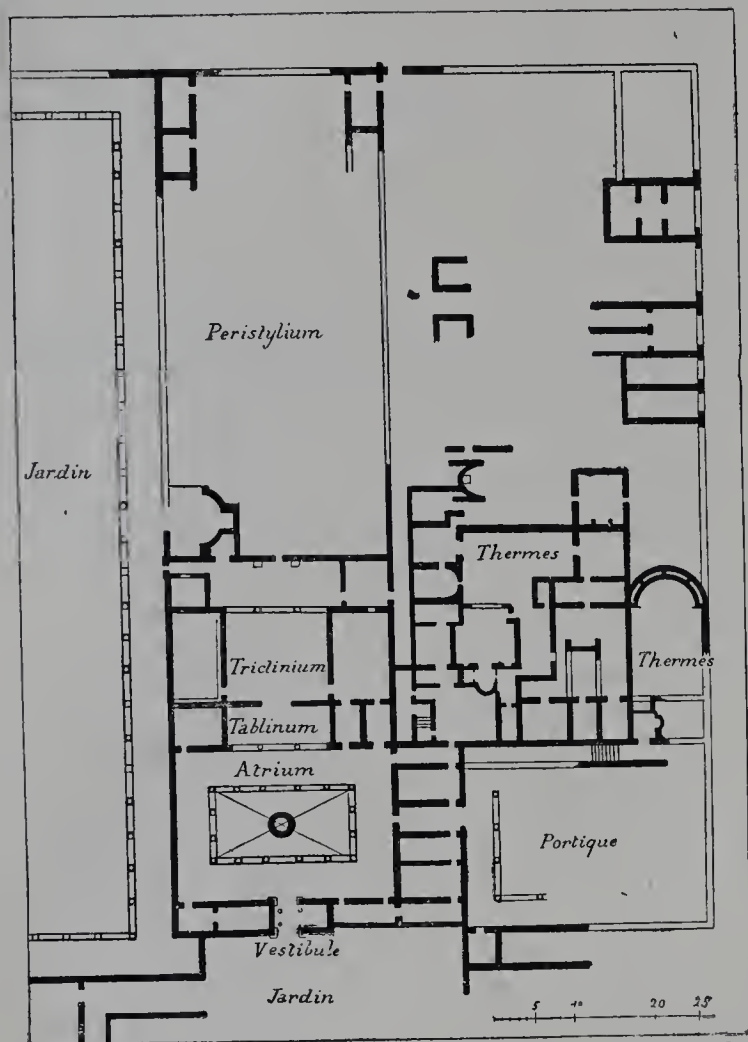 Peristylium
Jardin
Thermes
Triclinium
Thermes
Tablinum
Atrium
Portique
Vestibule
Jardin
5 10 20 25